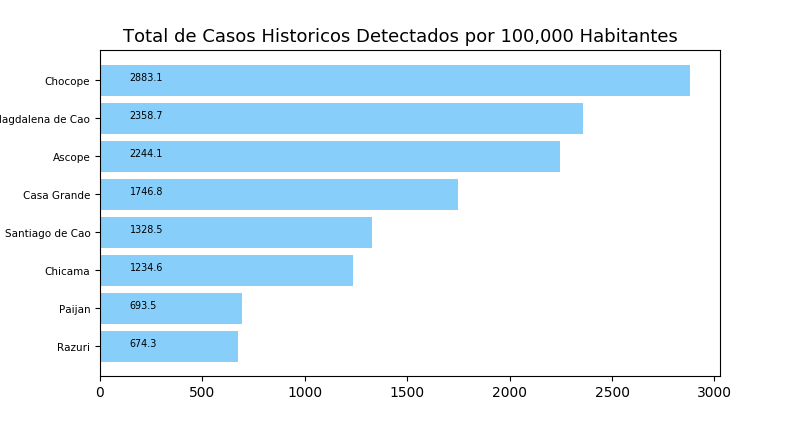 Total de Casos Historicos Detectados por 100,000 Habitantes
Chocope 2883.1
de Cao 2358.7
Ascope 2244.1
Casa Grande 1746.8
Santiago de Cao 1328.5
Chicama 1234.6
Paijan 693.5
Razuri 674.3
0 500 1000 1500 2000 2500 3000